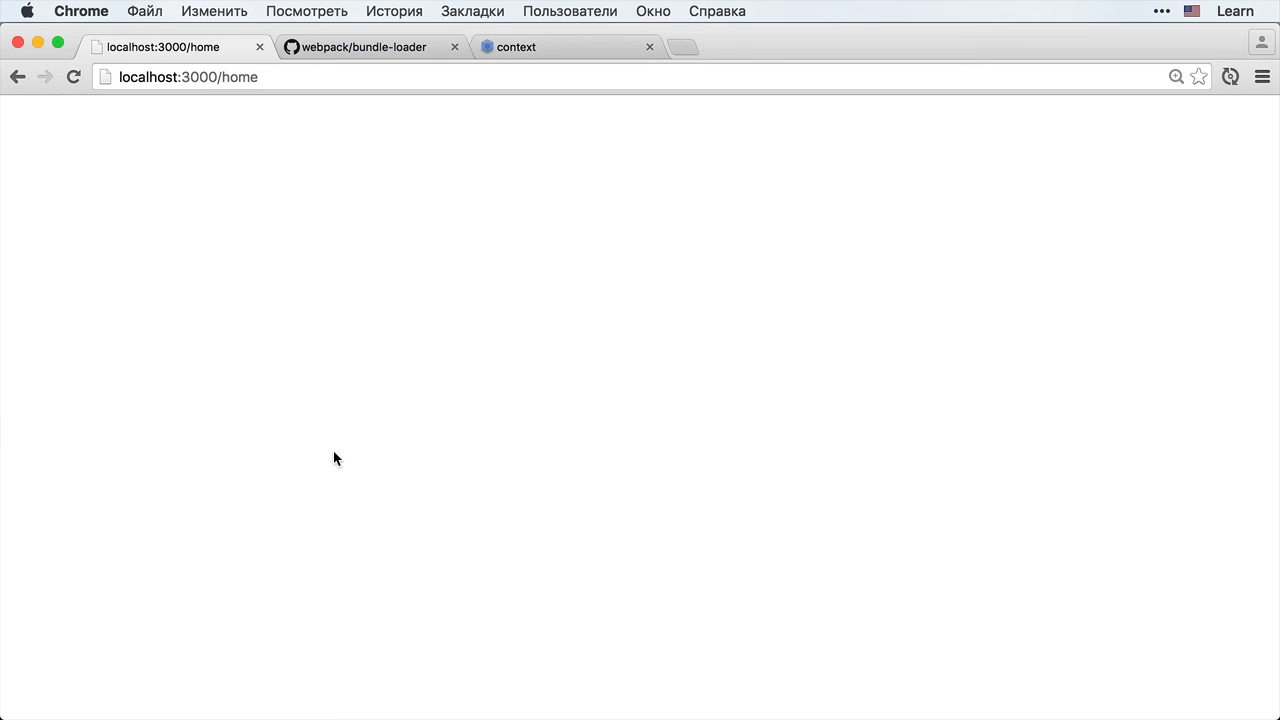 Chrome Файл Изменить Посмотреть История Закладки Пользователи Окно Справка Learn
localhost:3000/home webpack/bundle-loader context
localhost:3000/home